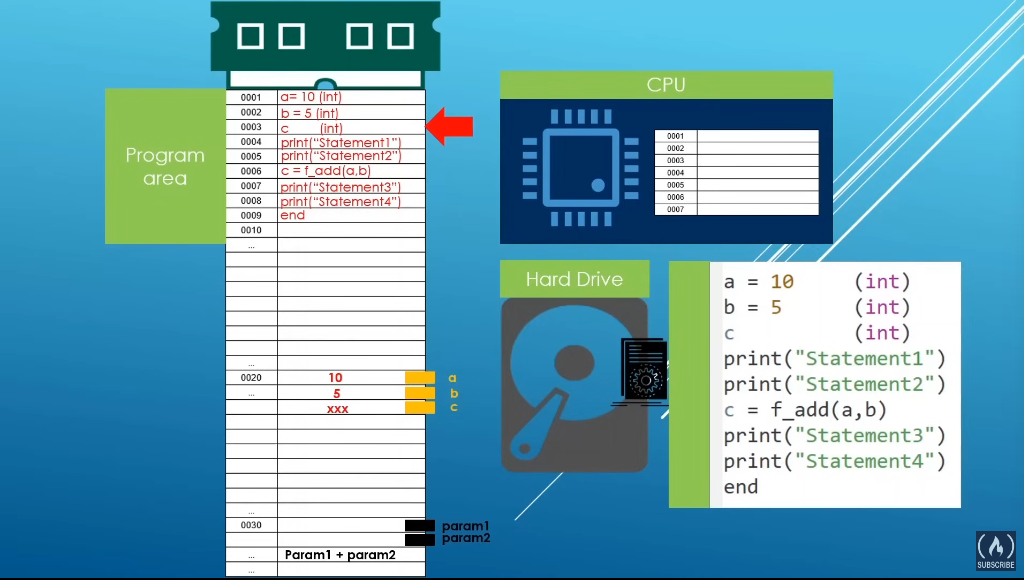 Program
area
0001 a= 10 (int)
0002 b = 5 (int)
0003 c (int)
0004 print("Statement1")
0005 print("Statement2")
0006 c = f_add(a,b)
0007 print("Statement3")
0008 print("Statement4")
0009 end
0010
...
...
0020 10 a
... 5 b
xxx c
...
0030 param1
param2
... Param1 + param2
...
CPU
0001
0002
0003
0004
0005
0006
0007
Hard Drive
a = 10 (int)
b = 5 (int)
c (int)
print("Statement1")
print("Statement2")
c = f_add(a,b)
print("Statement3")
print("Statement4")
end
SUBSCRIBE